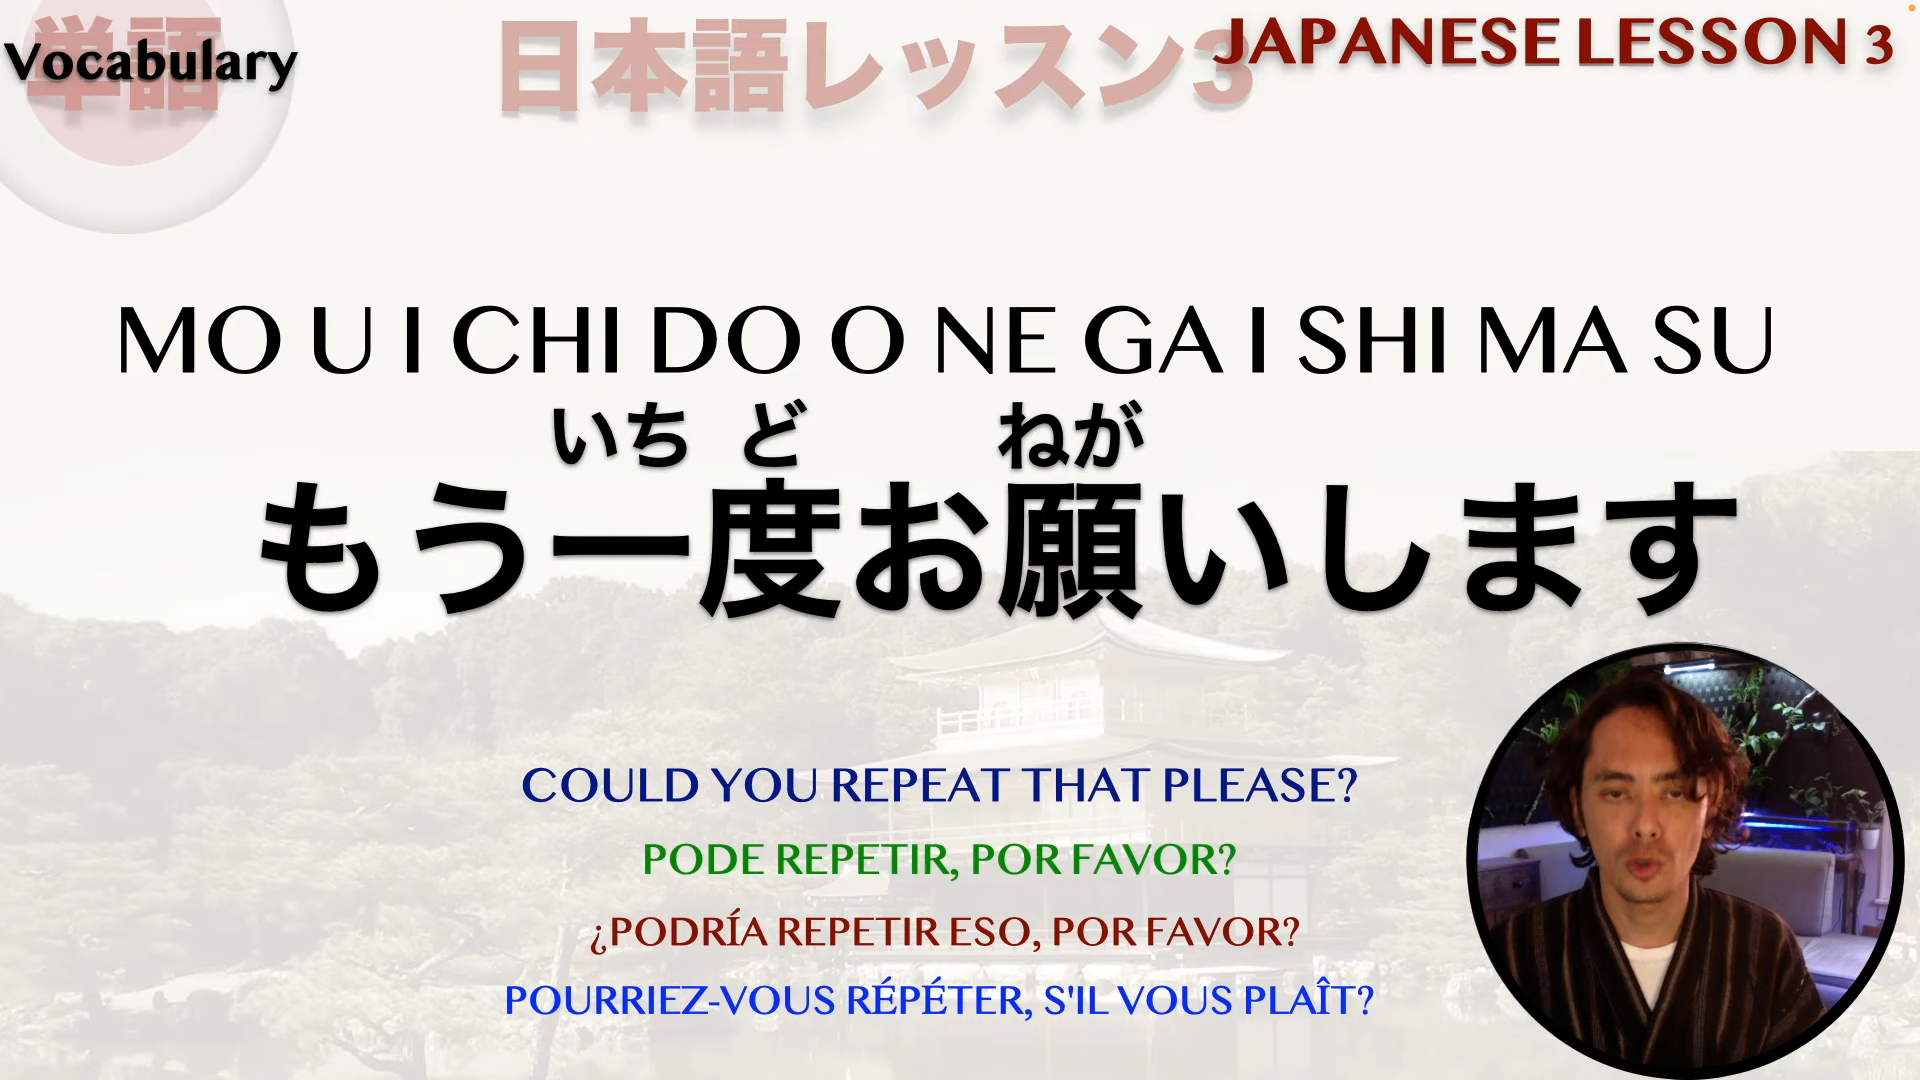 単語
Vocabulary
日本語レッスン3
JAPANESE LESSON 3
MO U I CHI DO O NE GA I SHI MA SU
いち ど ねが
もう一度お願いします
COULD YOU REPEAT THAT PLEASE?
PODE REPETIR, POR FAVOR?
¿PODRÍA REPETIR ESO, POR FAVOR?
POURRIEZ-VOUS RÉPÉTER, S'IL VOUS PLAÎT?